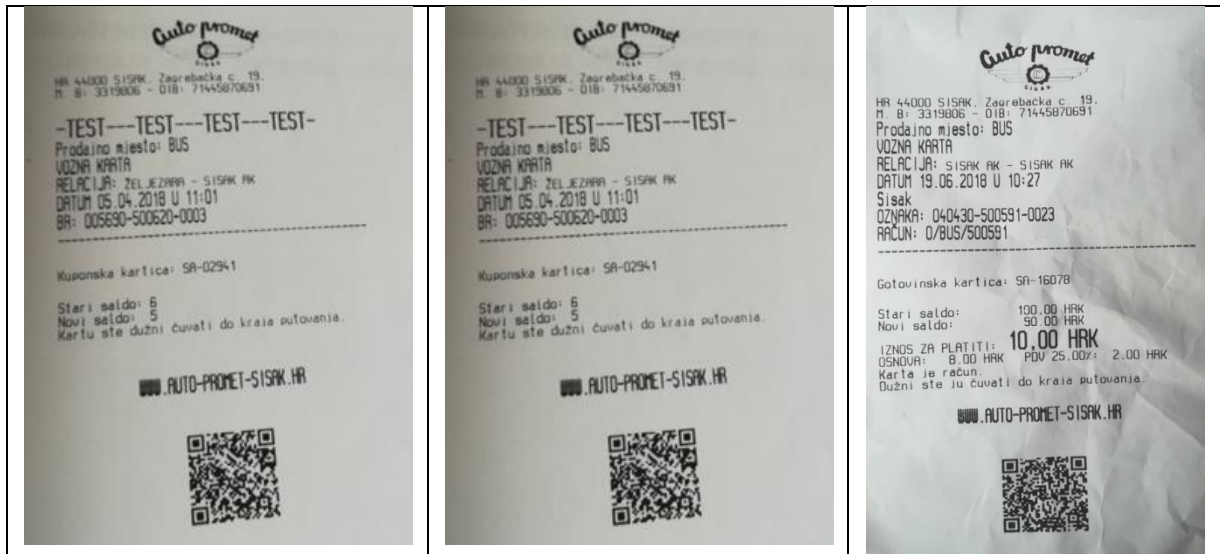 Auto promet
SISAK
HR 44000 SISAK, Zagrebačka c. 19.
M. B: 3319806 - OIB: 71445870691
-TEST---TEST---TEST---TEST-
Prodajno mjesto: BUS
VOZNA KARTA
RELACIJA: ŽELJEZARA - SISAK AK
DATUM 05.04.2018 U 11:01
BR: 005690-500620-0003
Kuponska kartica: SA-02941
Stari saldo: 6
Novi saldo: 5
Kartu ste dužni čuvati do kraja putovanja.
WWW.AUTO-PROMET-SISAK.HR
Auto promet
SISAK
HR 44000 SISAK, Zagrebačka c. 19.
M. B: 3319806 - OIB: 71445870691
-TEST---TEST---TEST---TEST-
Prodajno mjesto: BUS
VOZNA KARTA
RELACIJA: ŽELJEZARA - SISAK AK
DATUM 05.04.2018 U 11:01
BR: 005690-500620-0003
Kuponska kartica: SA-02941
Stari saldo: 6
Novi saldo: 5
Kartu ste dužni čuvati do kraja putovanja.
WWW.AUTO-PROMET-SISAK.HR
Auto promet
SISAK
HR 44000 SISAK, Zagrebačka c. 19.
M. B: 3319806 - OIB: 71445870691
Prodajno mjesto: BUS
VOZNA KARTA
RELACIJA: SISAK AK - SISAK AK
DATUM 19.06.2018 U 10:27
Sisak
OZNAKA: 040430-500591-0023
RAČUN: 0/BUS/500591
Gotovinska kartica: SA-16078
Stari saldo: 100.00 HRK
Novi saldo: 90.00 HRK
IZNOS ZA PLATITI: 10,00 HRK
OSNOVA: 8.00 HRK PDV 25.00%: 2.00 HRK
Karta je račun.
Dužni ste ju čuvati do kraja putovanja.
WWW.AUTO-PROMET-SISAK.HR